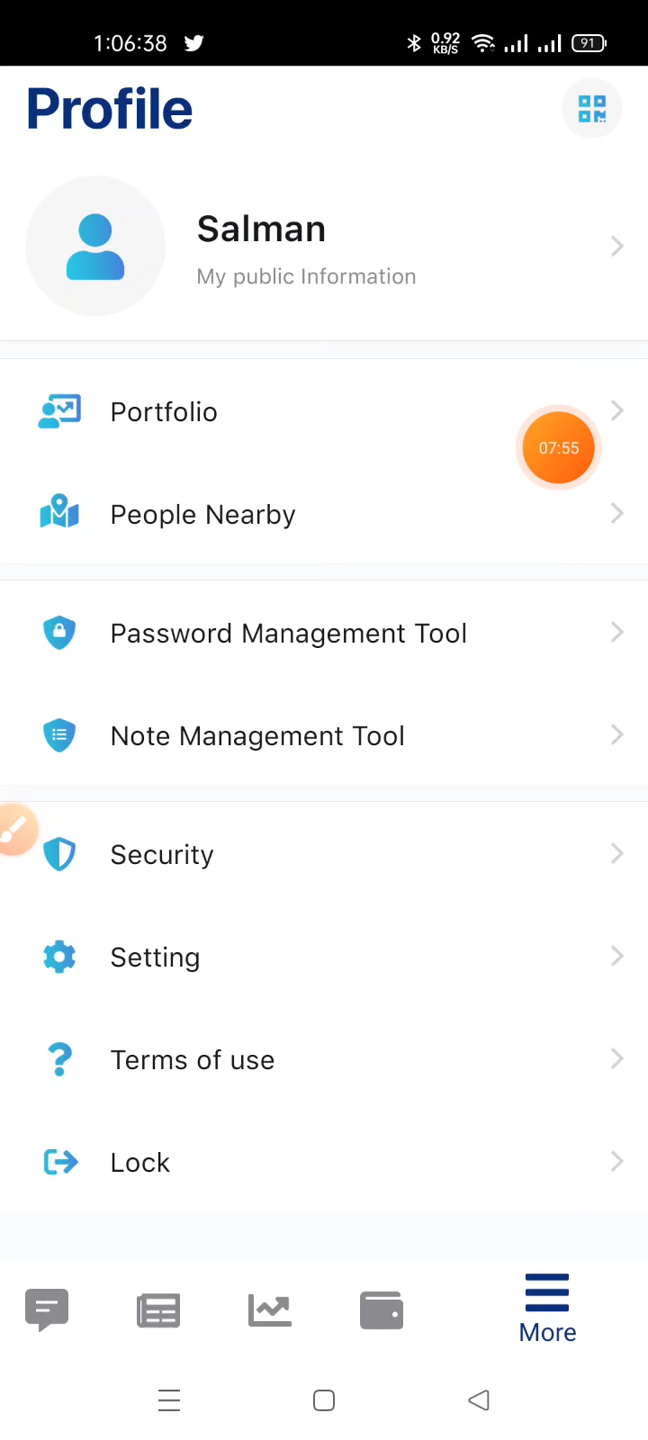 1:06:38
0.92
KB/S
91
Profile
Salman
My public Information
Portfolio
07:55
People Nearby
Password Management Tool
Note Management Tool
Security
Setting
Terms of use
Lock
More